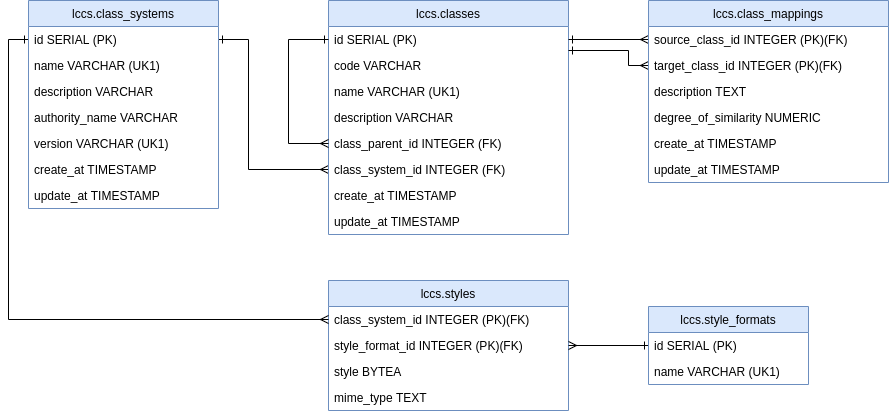 lccs.class_systems
id SERIAL (PK)
name VARCHAR (UK1)
description VARCHAR
authority_name VARCHAR
version VARCHAR (UK1)
create_at TIMESTAMP
update_at TIMESTAMP
lccs.classes
id SERIAL (PK)
code VARCHAR
name VARCHAR (UK1)
description VARCHAR
class_parent_id INTEGER (FK)
class_system_id INTEGER (FK)
create_at TIMESTAMP
update_at TIMESTAMP
lccs.class_mappings
source_class_id INTEGER (PK)(FK)
target_class_id INTEGER (PK)(FK)
description TEXT
degree_of_similarity NUMERIC
create_at TIMESTAMP
update_at TIMESTAMP
lccs.styles
class_system_id INTEGER (PK)(FK)
style_format_id INTEGER (PK)(FK)
style BYTEA
mime_type TEXT
lccs.style_formats
id SERIAL (PK)
name VARCHAR (UK1)